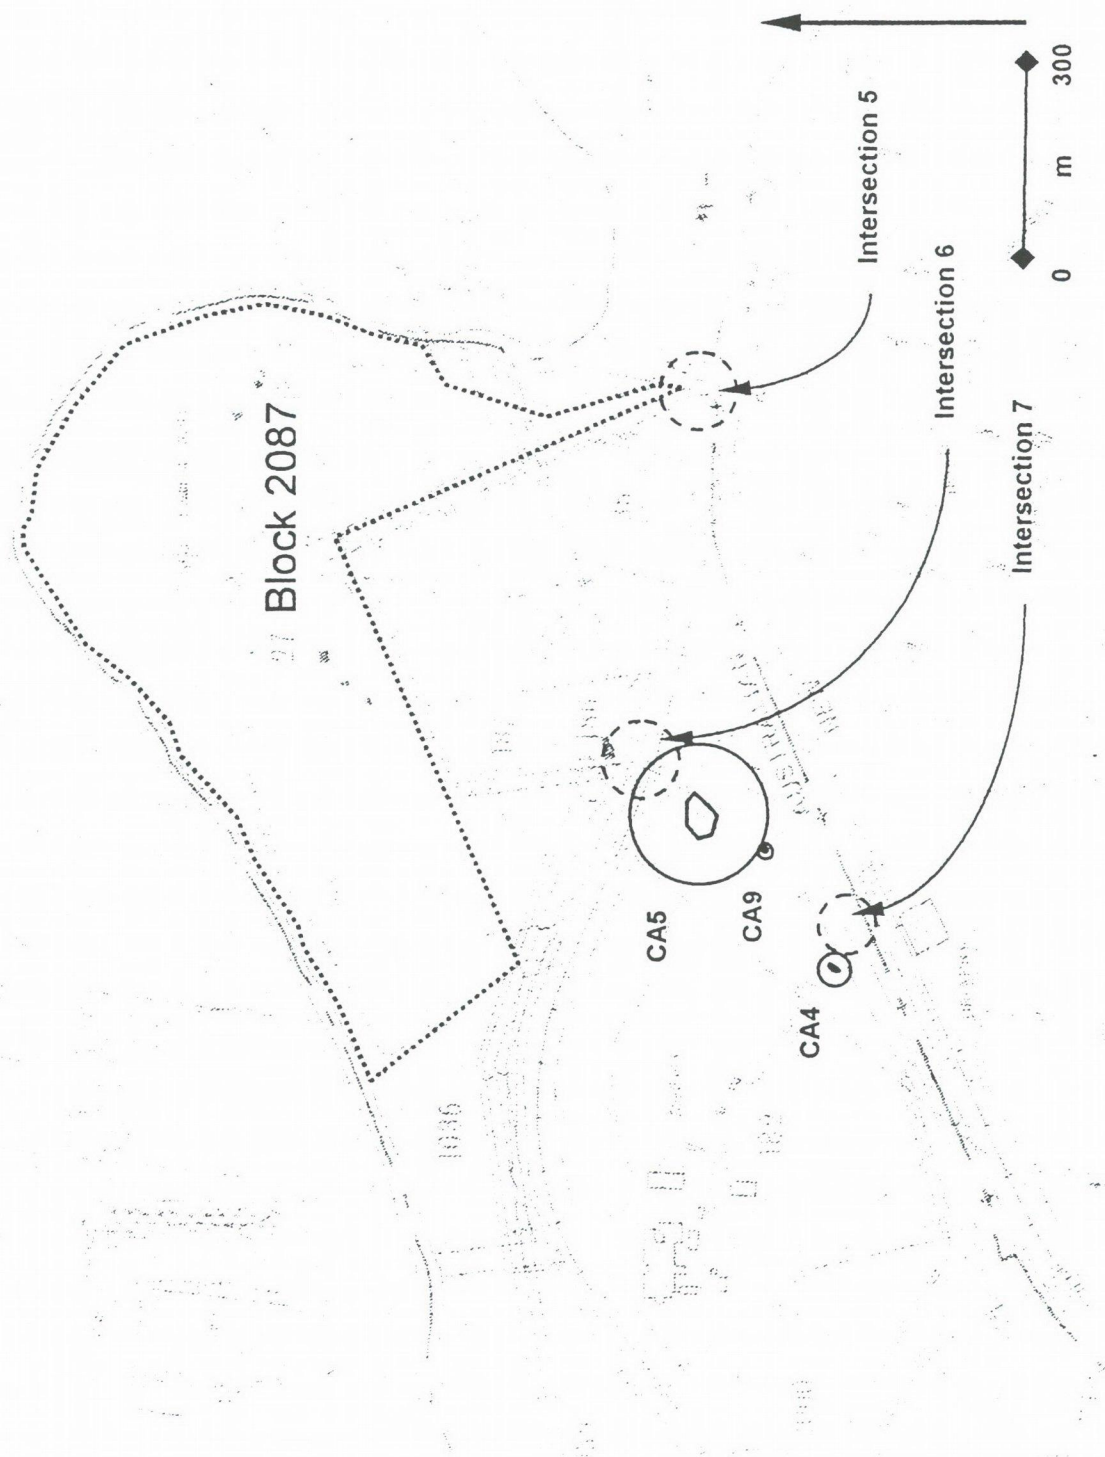 Block 2087
Intersection 5
Intersection 6
Intersection 7
CA5
CA9
CA4
0 m 300